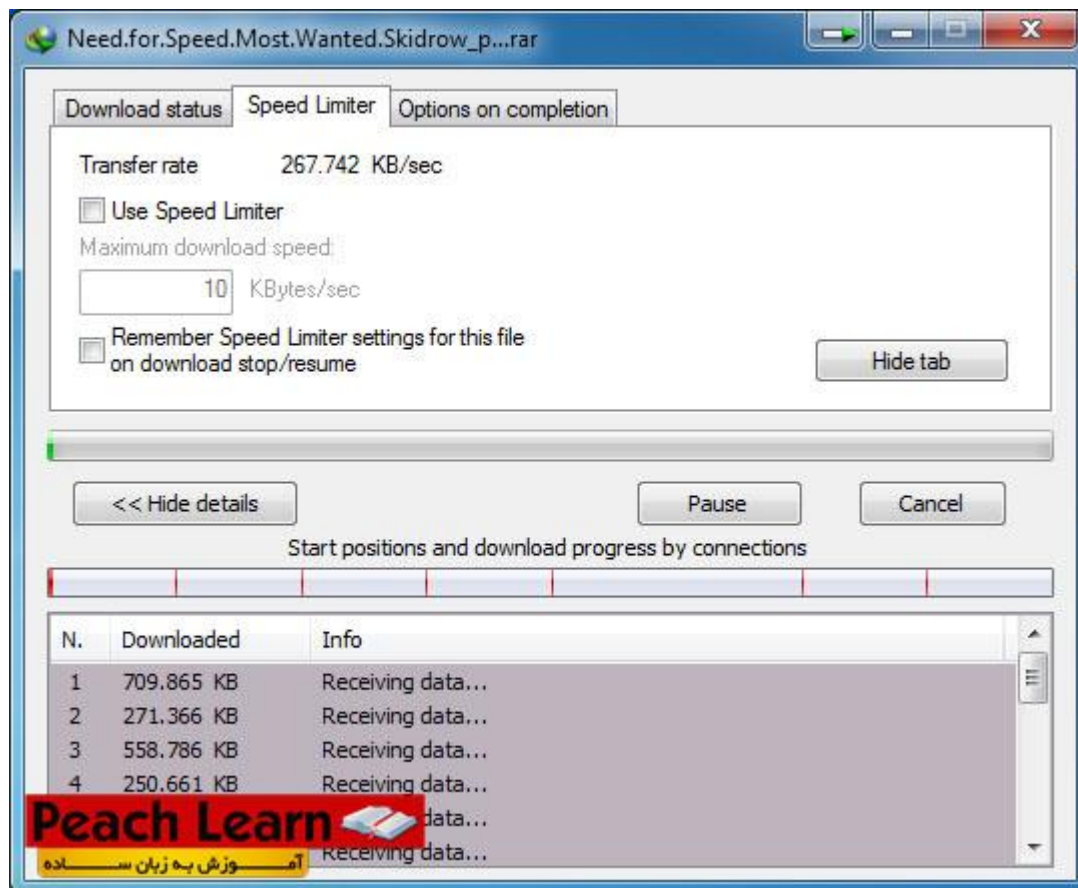 Need.for.Speed.Most.Wanted.Skidrow_p...rar
Download status Speed Limiter Options on completion
Transfer rate 267.742 KB/sec
Use Speed Limiter
Maximum download speed:
10 KBytes/sec
Remember Speed Limiter settings for this file
on download stop/resume
Hide tab
<< Hide details Pause Cancel
Start positions and download progress by connections
N. Downloaded Info
1 709.865 KB Receiving data...
2 271.366 KB Receiving data...
3 558.786 KB Receiving data...
4 250.661 KB Receiving data...
Peach Learn data...
آمــوزش به زبان ســـاده Receiving data...